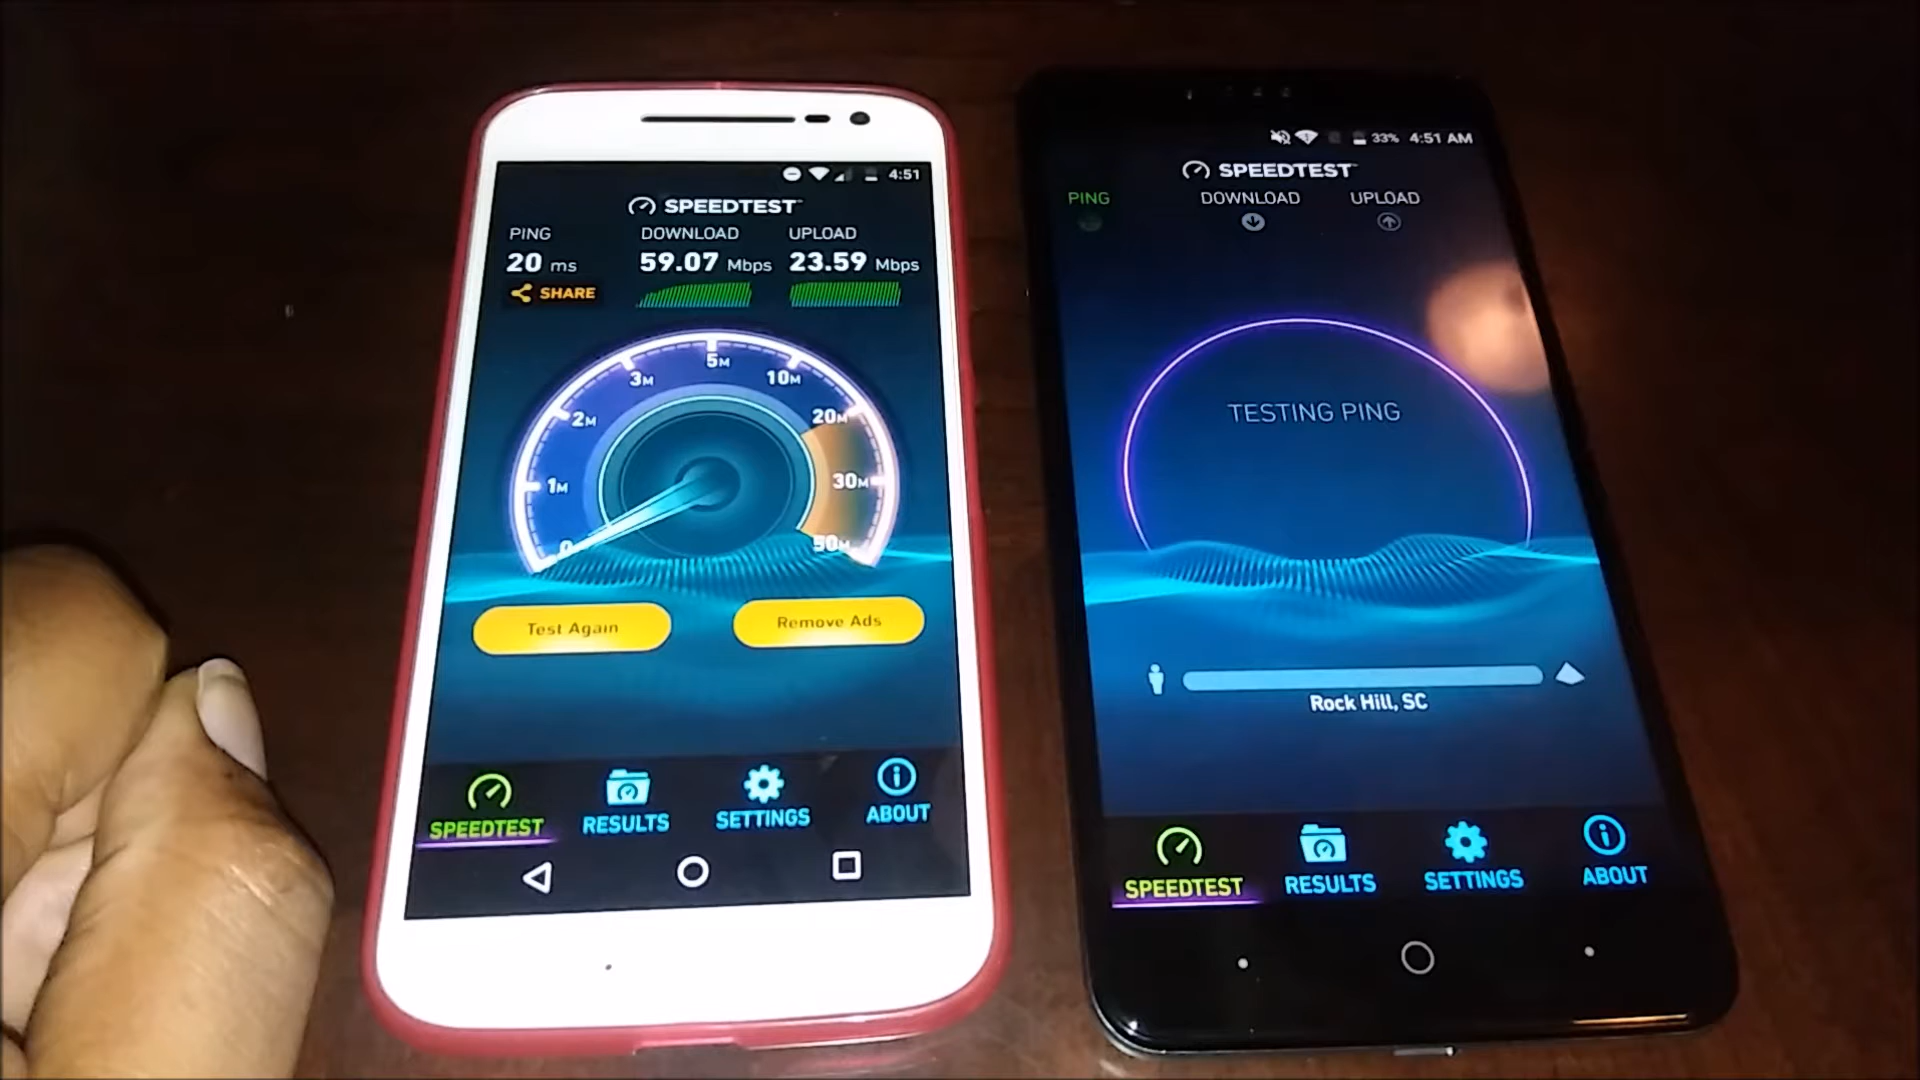 4:51
SPEEDTEST
PING DOWNLOAD UPLOAD
20 ms 59.07 Mbps 23.59 Mbps
SHARE
0 1M 2M 3M 5M 10M 20M 30M 50M
Test Again Remove Ads
SPEEDTEST RESULTS SETTINGS ABOUT
33% 4:51 AM
SPEEDTEST
PING DOWNLOAD UPLOAD
TESTING PING
Rock Hill, SC
SPEEDTEST RESULTS SETTINGS ABOUT